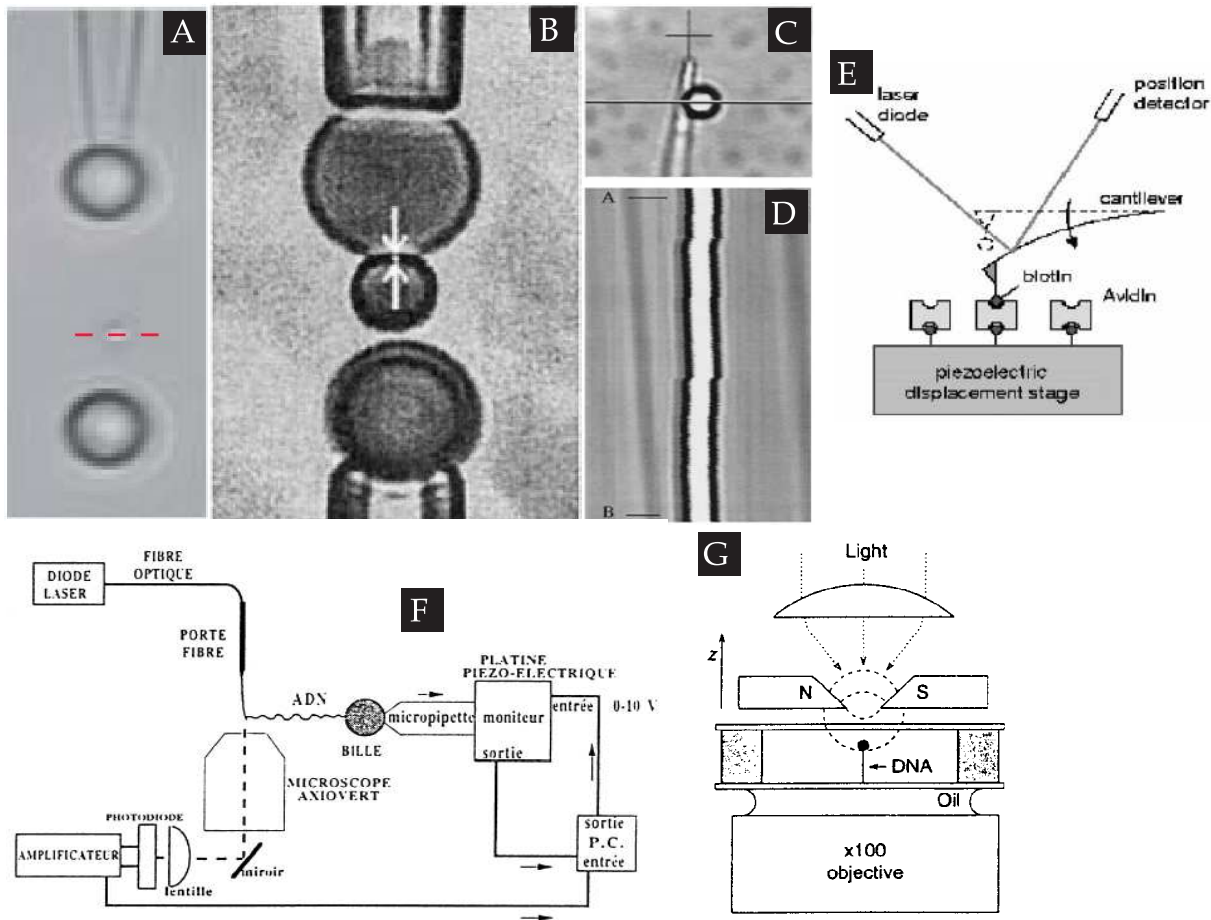 A
B
C
A
D
B
E
laser
diode
position
detector
cantilever
biotin
Avidin
piezoelectric
displacement stage
F
DIODE
LASER
FIBRE
OPTIQUE
PORTE
FIBRE
ADN
BILLE
micropipette
PLATINE
PIEZO-ELECTRIQUE
moniteur
entrée
0-10 V
sortie
MICROSCOPE
AXIOVERT
PHOTODIODE
AMPLIFICATEUR
lentille
miroir
sortie
P.C.
entrée
G
Light
z
N
S
DNA
Oil
x100
objective